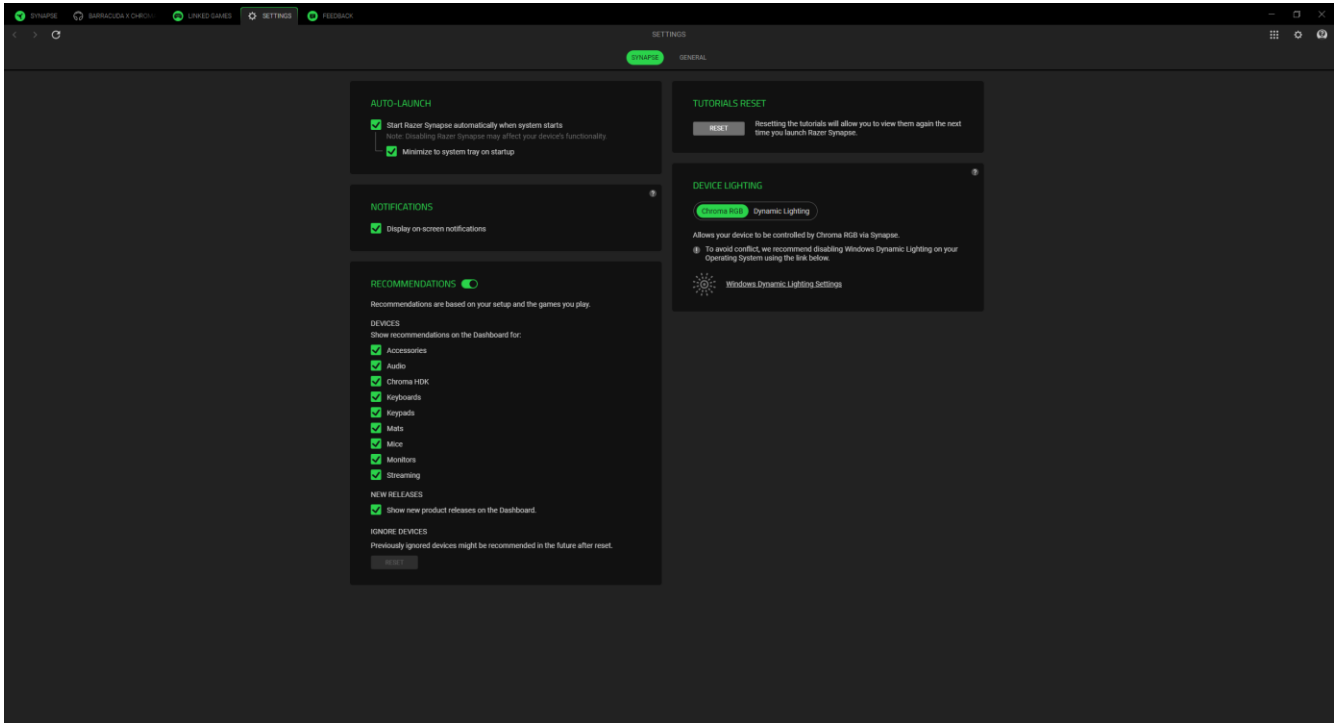 SYNAPSE
BARRACUDA X CHROM
LINKED GAMES
SETTINGS
FEEDBACK
SETTINGS
SYNAPSE
GENERAL
AUTO-LAUNCH
Start Razer Synapse automatically when system starts
Note: Disabling Razer Synapse may affect your device's functionality.
Minimize to system tray on startup
NOTIFICATIONS
Display on-screen notifications
RECOMMENDATIONS
Recommendations are based on your setup and the games you play.
DEVICES
Show recommendations on the Dashboard for:
Accessories
Audio
Chroma HDK
Keyboards
Keypads
Mats
Mice
Monitors
Streaming
NEW RELEASES
Show new product releases on the Dashboard.
IGNORE DEVICES
Previously ignored devices might be recommended in the future after reset.
RESET
TUTORIALS RESET
RESET
Resetting the tutorials will allow you to view them again the next
time you launch Razer Synapse.
DEVICE LIGHTING
Chroma RGB
Dynamic Lighting
Allows your device to be controlled by Chroma RGB via Synapse.
To avoid conflict, we recommend disabling Windows Dynamic Lighting on your
Operating System using the link below.
Windows Dynamic Lighting Settings